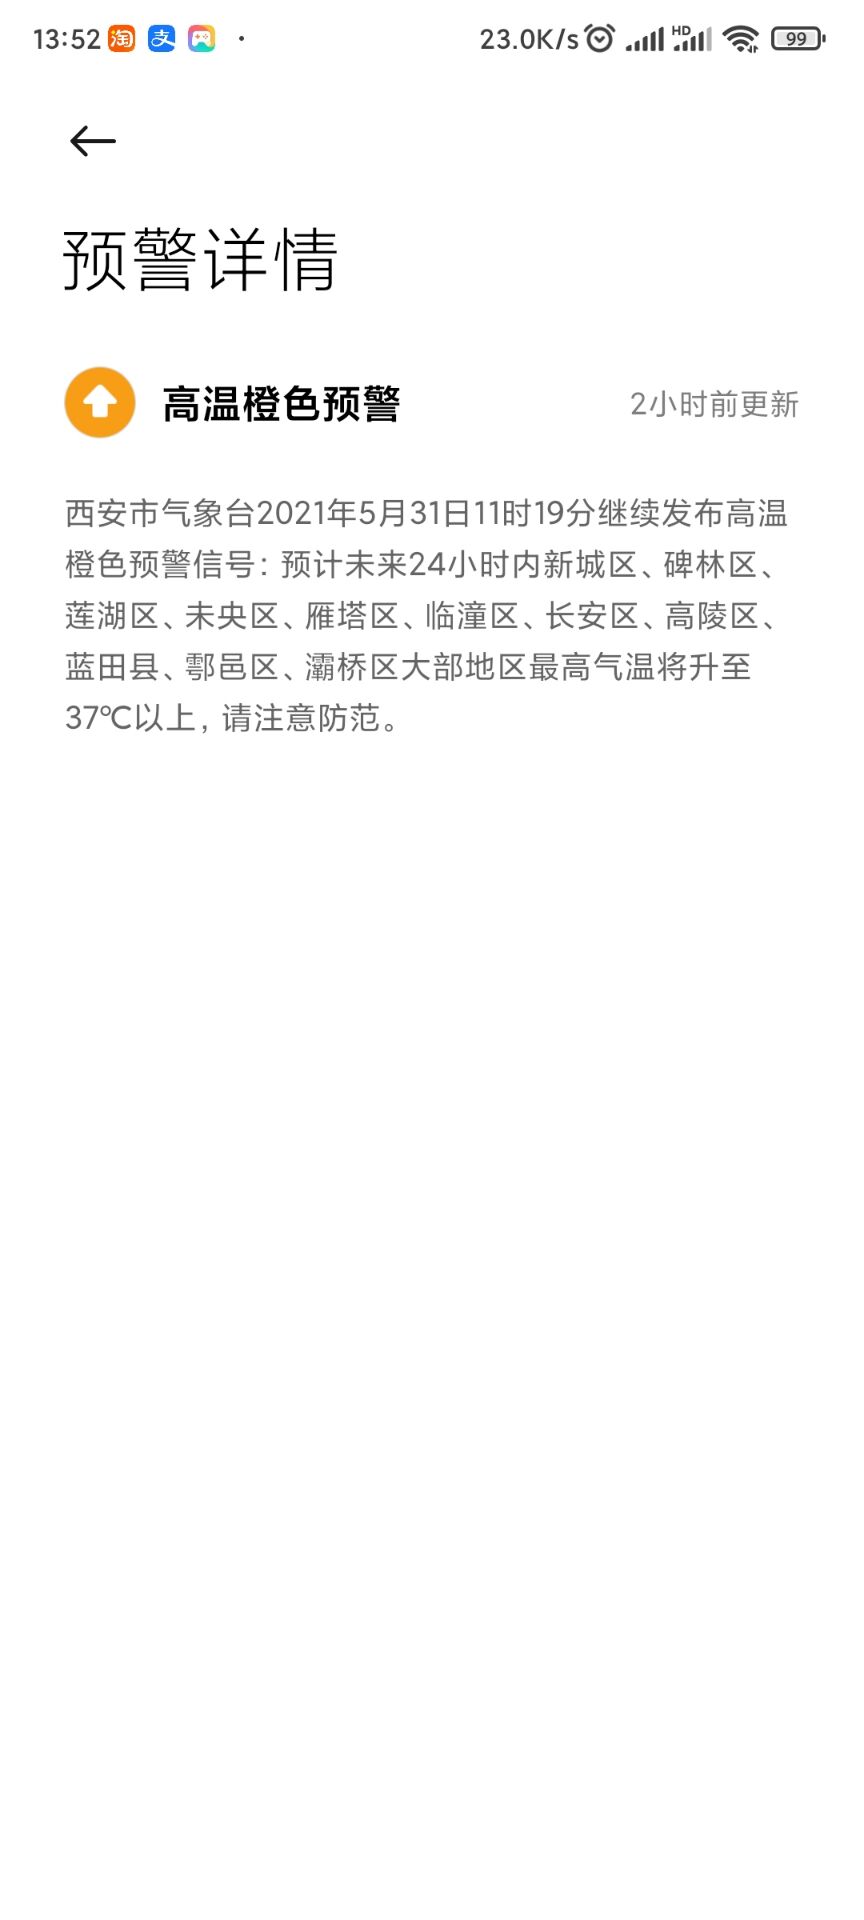 13:52 淘 支 23.0K/s HD 99
预警详情
高温橙色预警 2小时前更新
西安市气象台2021年5月31日11时19分继续发布高温
橙色预警信号：预计未来24小时内新城区、碑林区、
莲湖区、未央区、雁塔区、临潼区、长安区、高陵区、
蓝田县、鄠邑区、灞桥区大部地区最高气温将升至
37℃以上，请注意防范。